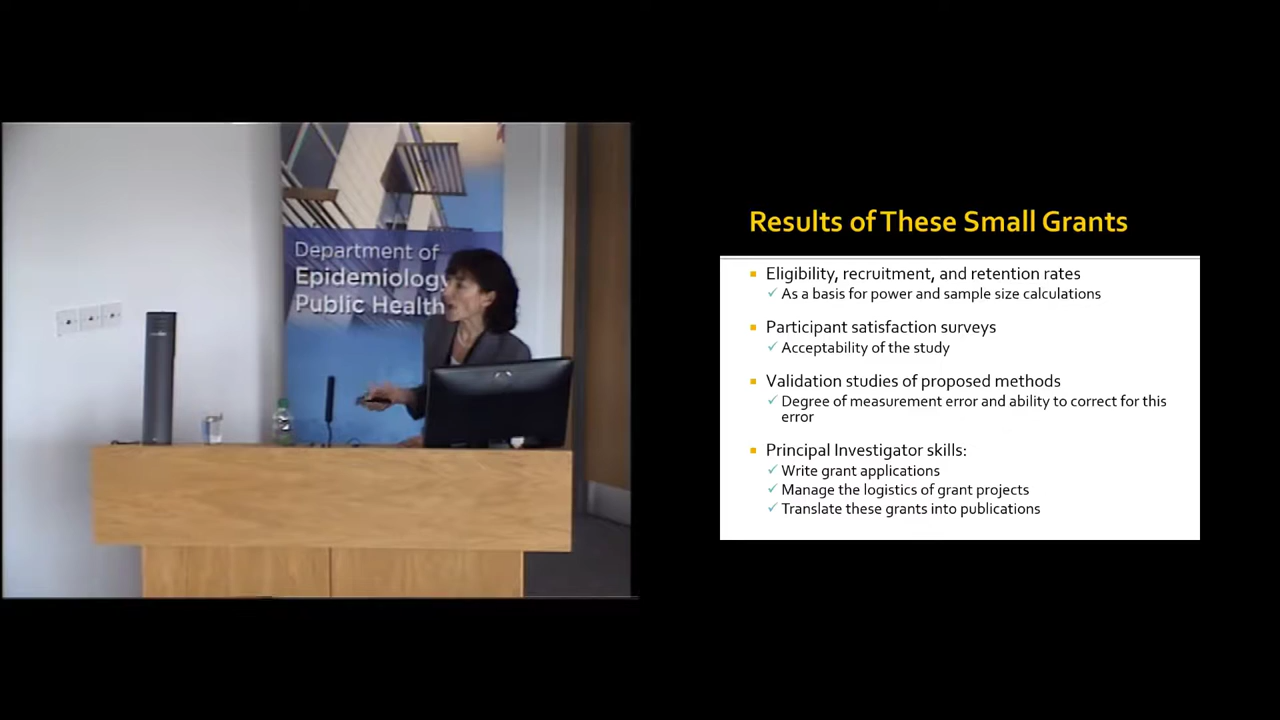 Department of
Epidemiology
Public Health
Results of These Small Grants
Eligibility, recruitment, and retention rates
As a basis for power and sample size calculations
Participant satisfaction surveys
Acceptability of the study
Validation studies of proposed methods
Degree of measurement error and ability to correct for this
error
Principal Investigator skills:
Write grant applications
Manage the logistics of grant projects
Translate these grants into publications